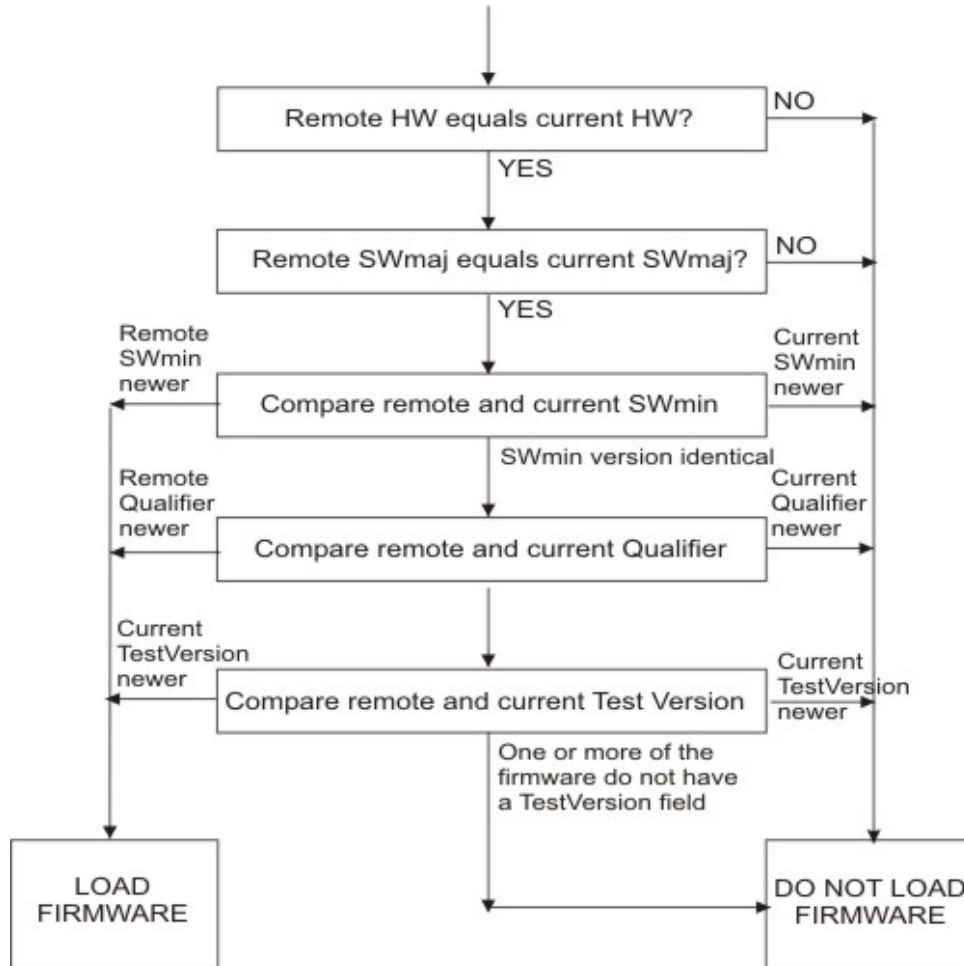 Remote HW equals current HW?
NO
YES
Remote SWmaj equals current SWmaj?
NO
YES
Remote
SWmin
newer
Current
SWmin
newer
Compare remote and current SWmin
SWmin version identical
Remote
Qualifier
newer
Current
Qualifier
newer
Compare remote and current Qualifier
Current
TestVersion
newer
Current
TestVersion
newer
Compare remote and current Test Version
One or more of the
firmware do not have
a TestVersion field
LOAD
FIRMWARE
DO NOT LOAD
FIRMWARE